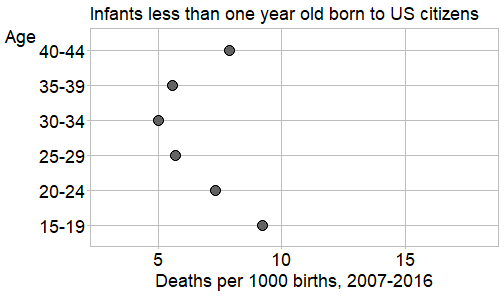 Infants less than one year old born to US citizens
Age
40-44
35-39
30-34
25-29
20-24
15-19
5 10 15
Deaths per 1000 births, 2007-2016